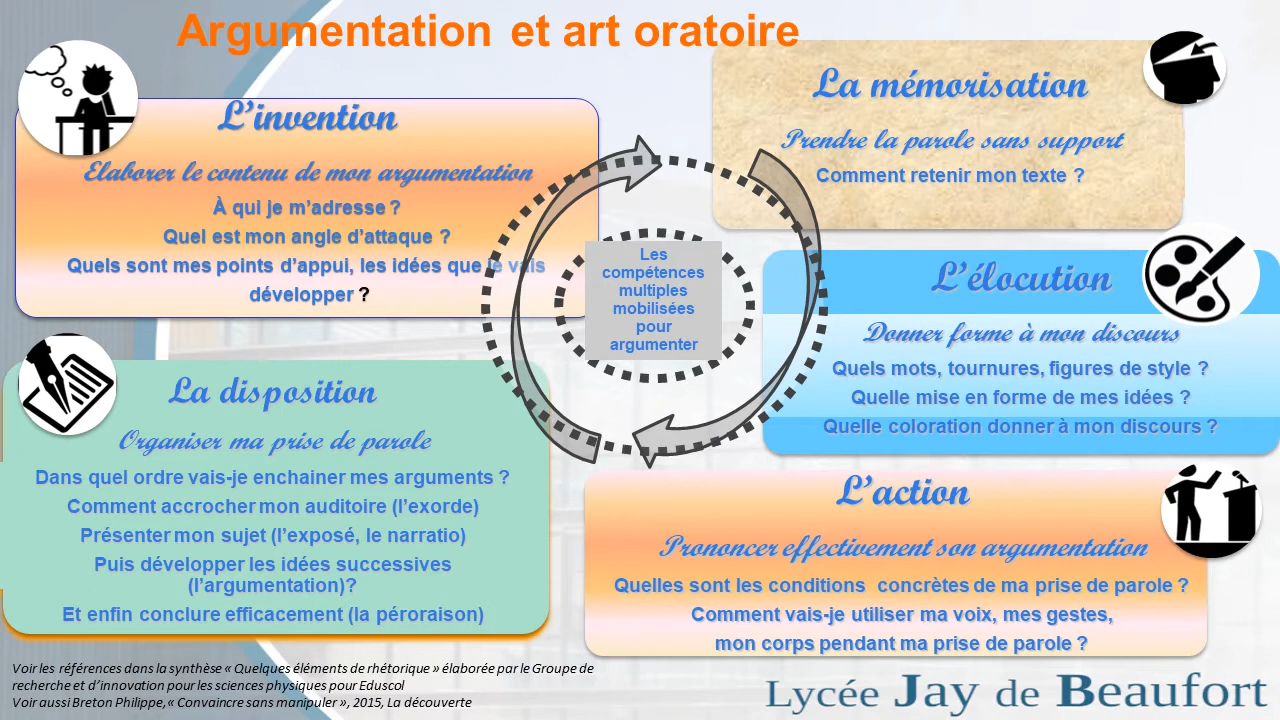 Argumentation et art oratoire
L’invention
Elaborer le contenu de mon argumentation
À qui je m’adresse ?
Quel est mon angle d’attaque ?
Quels sont mes points d’appui, les idées que je vais
développer ?
La mémorisation
Prendre la parole sans support
Comment retenir mon texte ?
Les
compétences
multiples
mobilisées
pour
argumenter
L’élocution
Donner forme à mon discours
Quels mots, tournures, figures de style ?
Quelle mise en forme de mes idées ?
Quelle coloration donner à mon discours ?
La disposition
Organiser ma prise de parole
Dans quel ordre vais-je enchainer mes arguments ?
Comment accrocher mon auditoire (l’exorde)
Présenter mon sujet (l’exposé, le narratio)
Puis développer les idées successives
(l’argumentation)?
Et enfin conclure efficacement (la péroraison)
L’action
Prononcer effectivement son argumentation
Quelles sont les conditions concrètes de ma prise de parole ?
Comment vais-je utiliser ma voix, mes gestes,
mon corps pendant ma prise de parole ?
Voir les références dans la synthèse « Quelques éléments de rhétorique » élaborée par le Groupe de
recherche et d’innovation pour les sciences physiques pour Eduscol
Voir aussi Breton Philippe, « Convaincre sans manipuler », 2015, La découverte
Lycée Jay de Beaufort